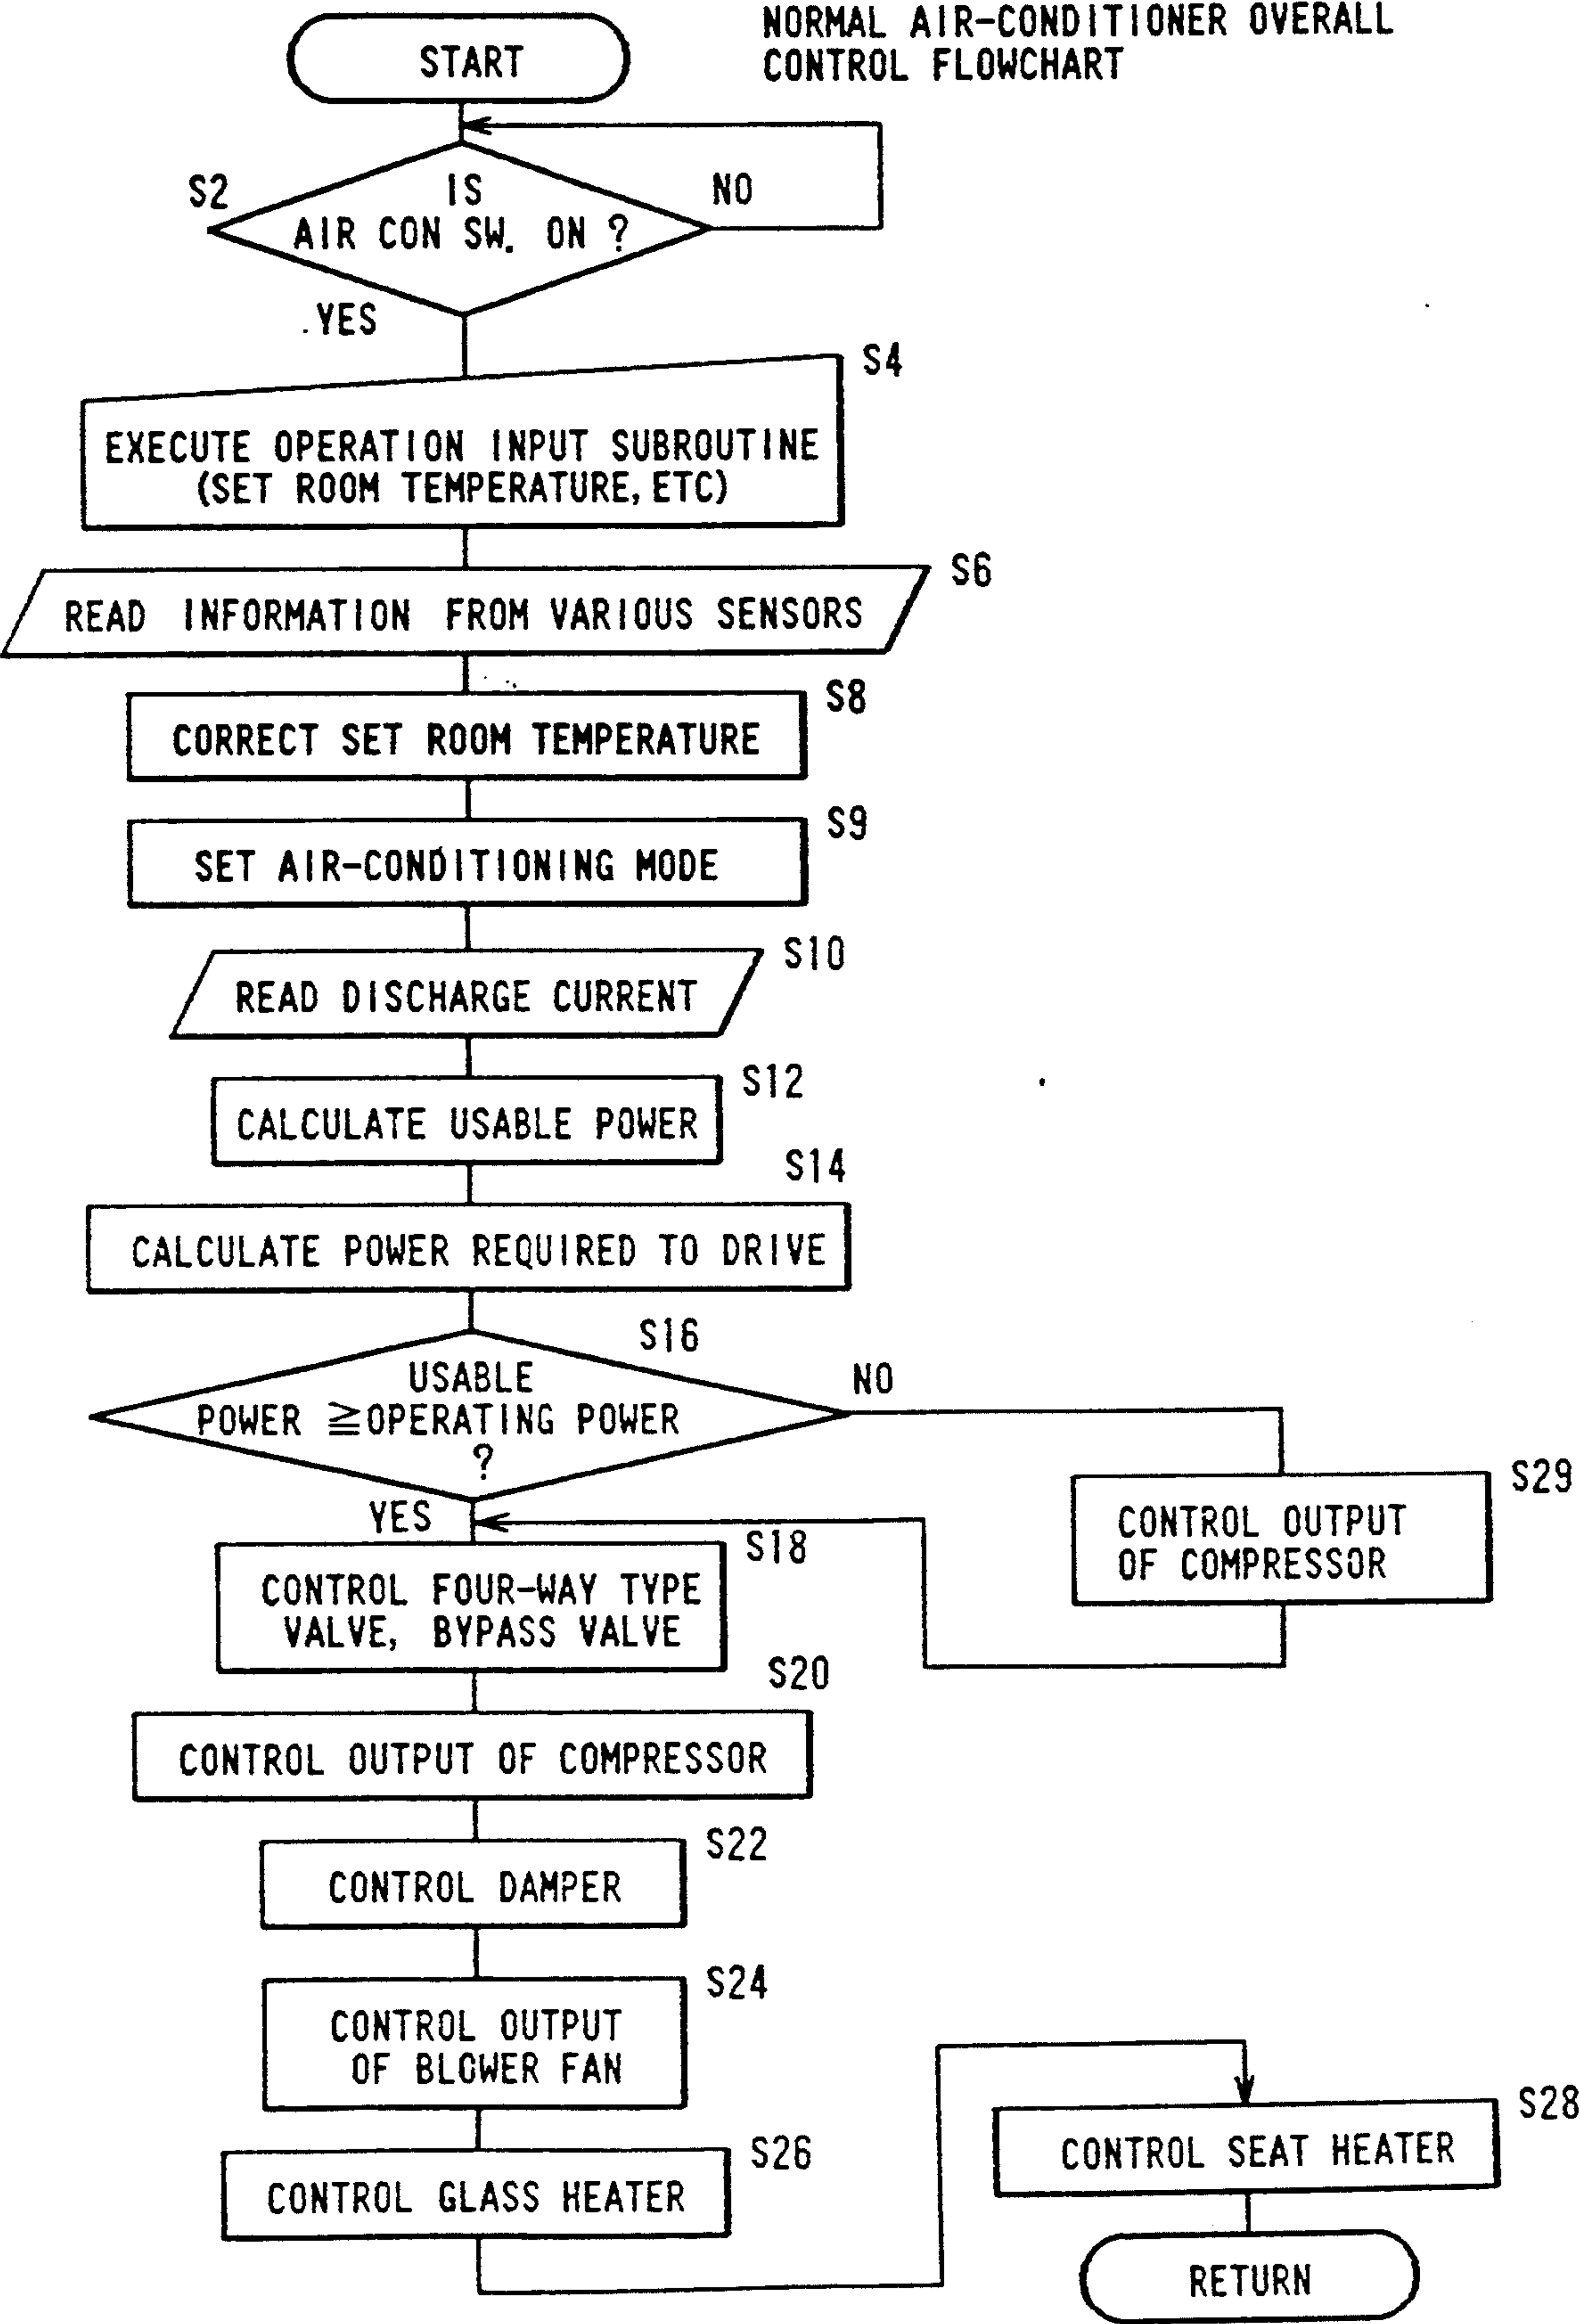 NORMAL AIR-CONDITIONER OVERALL
CONTROL FLOWCHART
START
S2
IS
AIR CON SW. ON ?
NO
YES
S4
EXECUTE OPERATION INPUT SUBROUTINE
(SET ROOM TEMPERATURE, ETC)
S6
READ INFORMATION FROM VARIOUS SENSORS
S8
CORRECT SET ROOM TEMPERATURE
S9
SET AIR-CONDITIONING MODE
S10
READ DISCHARGE CURRENT
S12
CALCULATE USABLE POWER
S14
CALCULATE POWER REQUIRED TO DRIVE
S16
USABLE
POWER ≧OPERATING POWER
?
NO
YES
S29
CONTROL OUTPUT
OF COMPRESSOR
S18
CONTROL FOUR-WAY TYPE
VALVE, BYPASS VALVE
S20
CONTROL OUTPUT OF COMPRESSOR
S22
CONTROL DAMPER
S24
CONTROL OUTPUT
OF BLOWER FAN
S26
CONTROL GLASS HEATER
S28
CONTROL SEAT HEATER
RETURN